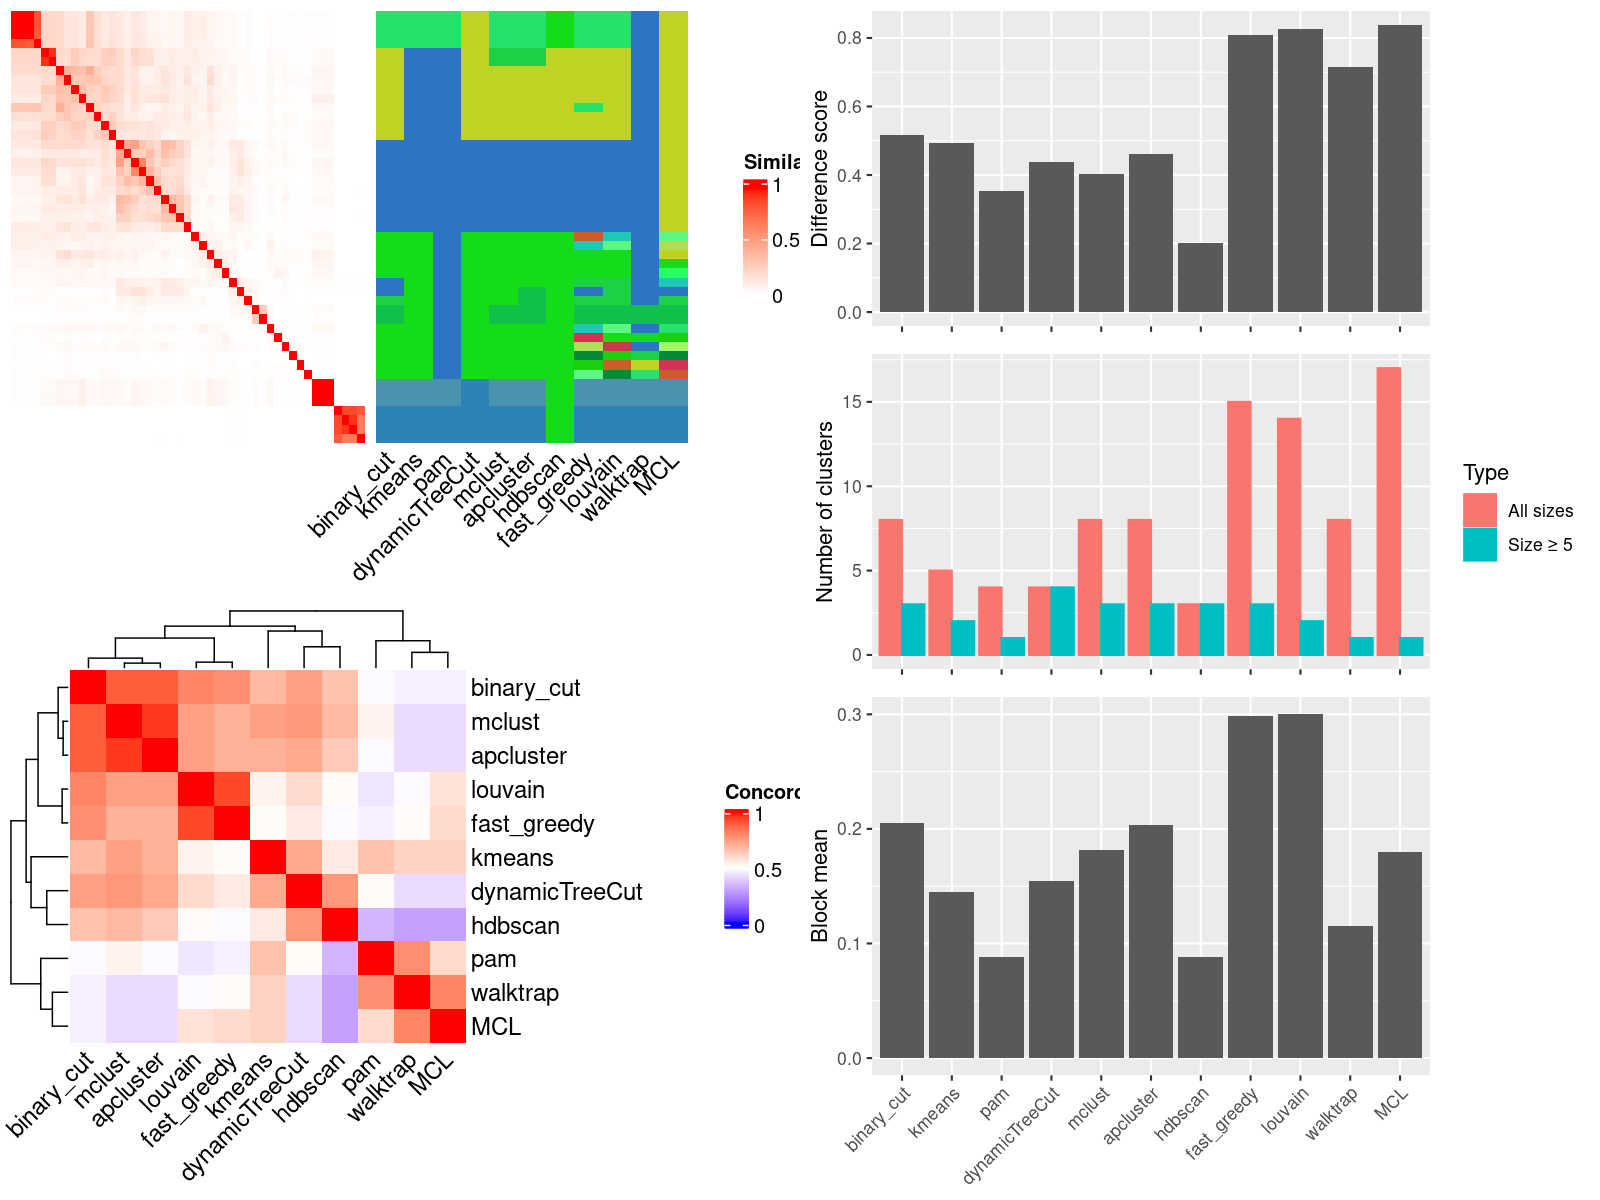 Simila
1
0.5
0
binary_cut
kmeans
pam
dynamicTreeCut
mclust
apcluster
hdbscan
fast_greedy
louvain
walktrap
MCL
binary_cut
mclust
apcluster
louvain
fast_greedy
kmeans
dynamicTreeCut
hdbscan
pam
walktrap
MCL
binary_cut
mclust
apcluster
louvain
fast_greedy
kmeans
dynamicTreeCut
hdbscan
pam
walktrap
MCL
Concord
1
0.5
0
Difference score
0.8
0.6
0.4
0.2
0.0
Number of clusters
15
10
5
0
Type
All sizes
Size ≥ 5
Block mean
0.3
0.2
0.1
0.0
binary_cut
kmeans
pam
dynamicTreeCut
mclust
apcluster
hdbscan
fast_greedy
louvain
walktrap
MCL